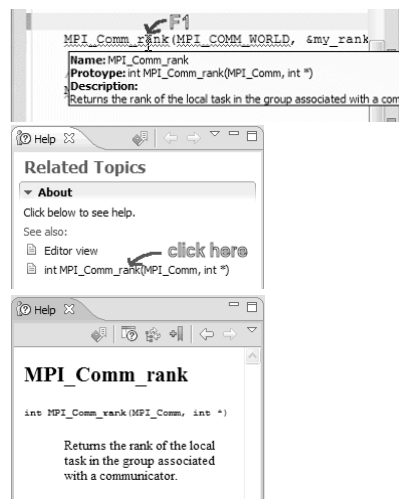 F1
MPI_Comm_rank(MPI_COMM_WORLD, &my_rank
Name: MPI_Comm_rank
Protoype: int MPI_Comm_rank(MPI_Comm, int *)
Description:
Returns the rank of the local task in the group associated with a com
Help
Related Topics
About
Click below to see help.
See also:
Editor view
click here
int MPI_Comm_rank(MPI_Comm, int *)
Help
MPI_Comm_rank
int MPI_Comm_rank(MPI_Comm, int *)
Returns the rank of the local
task in the group associated
with a communicator.